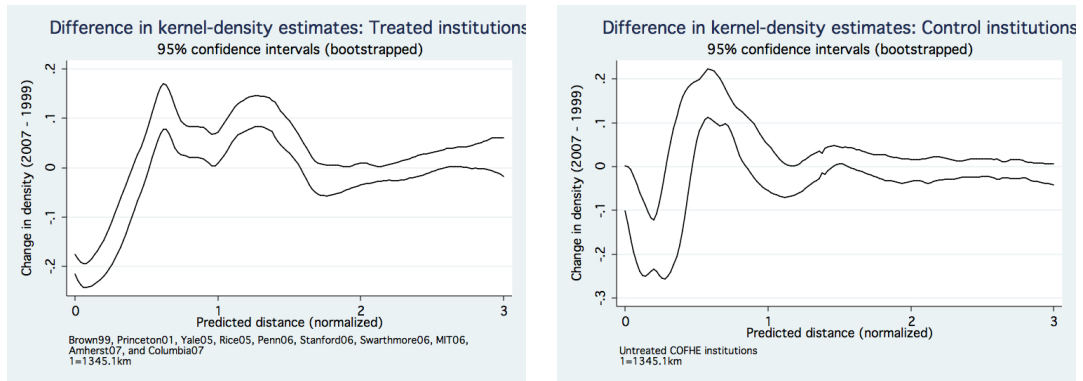 Difference in kernel-density estimates: Treated institutions
95% confidence intervals (bootstrapped)
Change in density (2007 - 1999)
.2
.1
0
-.1
-.2
0 1 2 3
Predicted distance (normalized)
Brown99, Princeton01, Yale05, Rice05, Penn06, Stanford06, Swarthmore06, MIT06,
Amherst07, and Columbia07
1=1345.1km
Difference in kernel-density estimates: Control institutions
95% confidence intervals (bootstrapped)
Change in density (2007 - 1999)
.2
.1
0
-.1
-.2
-.3
0 1 2 3
Predicted distance (normalized)
Untreated COFHE institutions
1=1345.1km